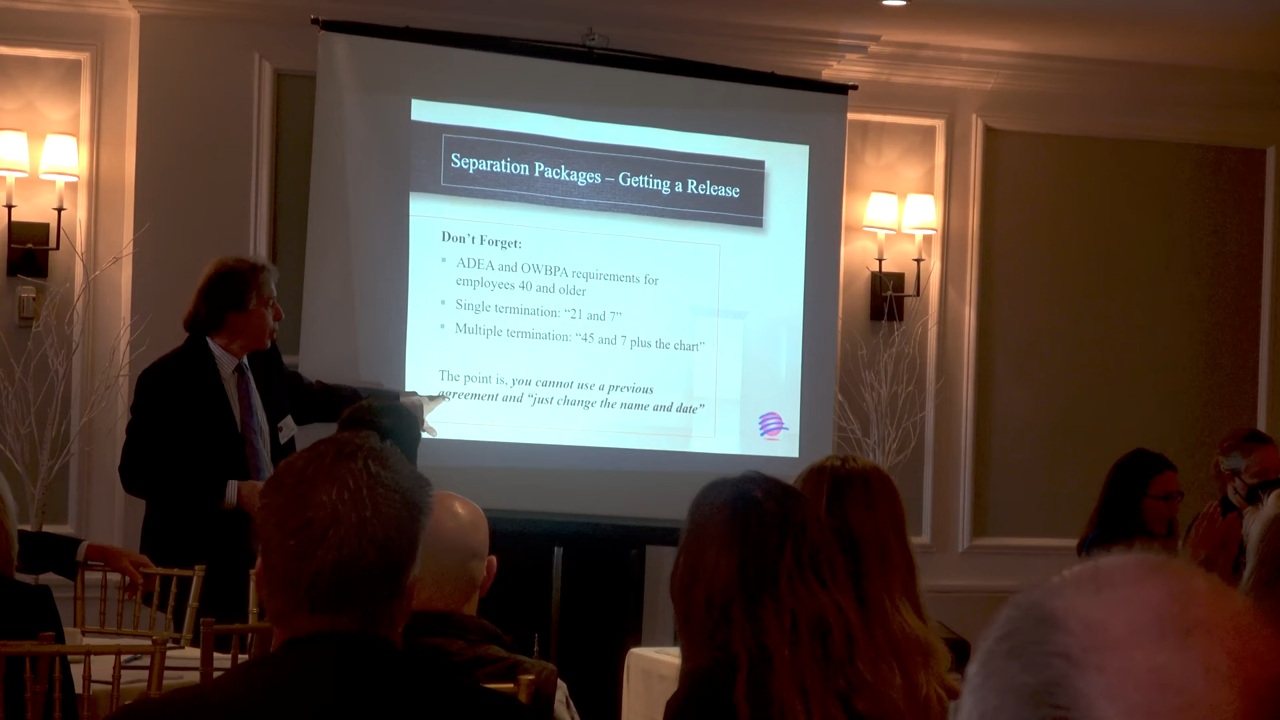 Separation Packages – Getting a Release
Don't Forget:
ADEA and OWBPA requirements for
employees 40 and older
Single termination: “21 and 7”
Multiple termination: “45 and 7 plus the chart”
The point is, you cannot use a previous
agreement and “just change the name and date”